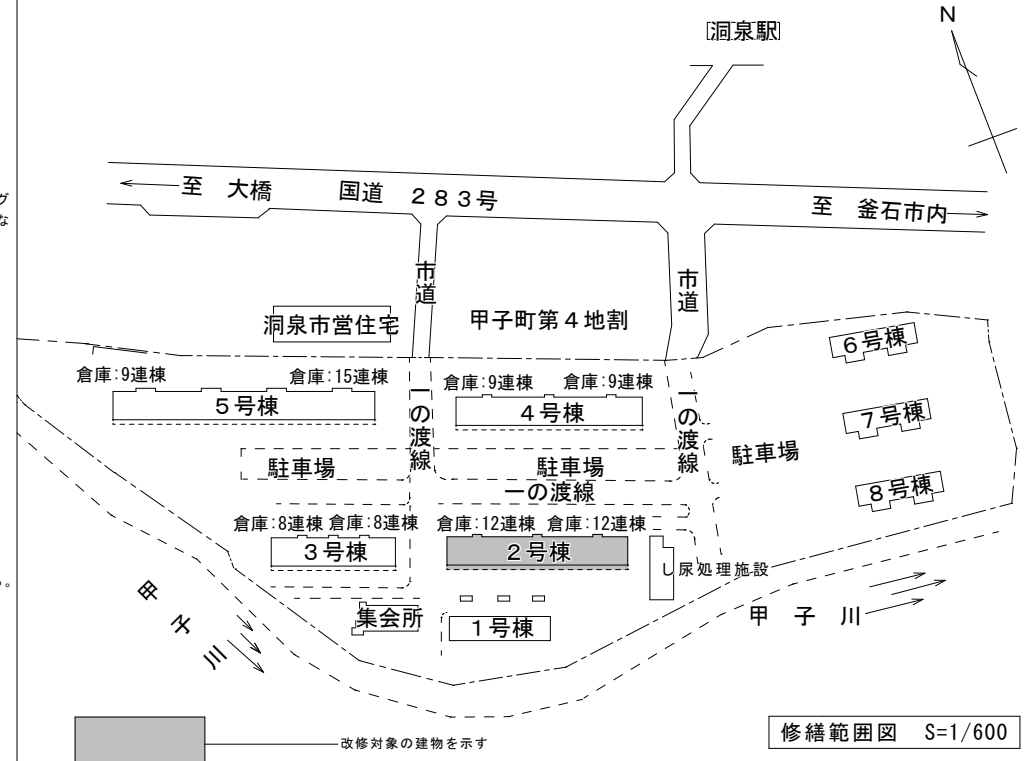 洞泉駅
N
グ
な
至 大橋
国道 283号
至 釜石市内
市道
市道
洞泉市営住宅
甲子町第4地割
6号棟
倉庫:9連棟
倉庫:15連棟
倉庫:9連棟
倉庫:9連棟
5号棟
一の渡線
4号棟
一の渡線
7号棟
駐車場
駐車場
駐車場
一の渡線
8号棟
倉庫:8連棟
倉庫:8連棟
倉庫:12連棟
倉庫:12連棟
3号棟
2号棟
し尿処理施設
。
甲子川
集会所
1号棟
甲子川
改修対象の建物を示す
修繕範囲図 S=1/600